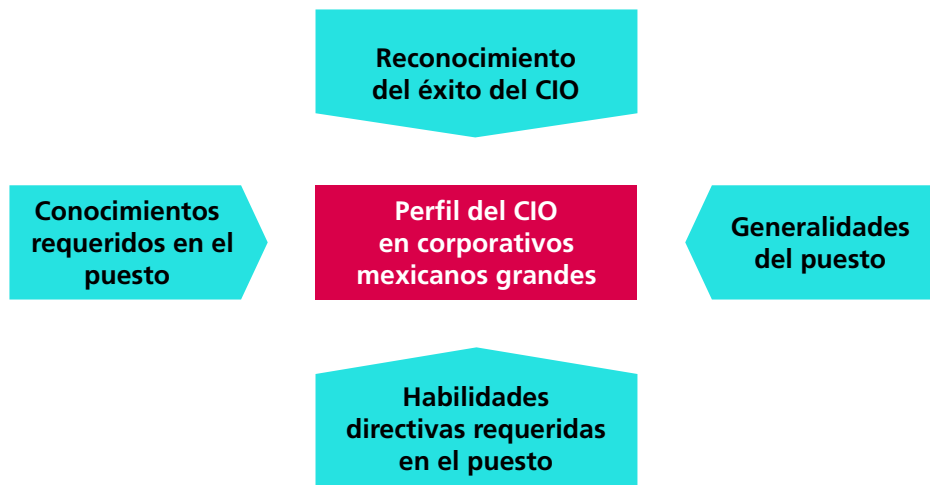 Reconocimiento
del éxito del CIO
Conocimientos
requeridos en el
puesto
Perfil del CIO
en corporativos
mexicanos grandes
Generalidades
del puesto
Habilidades
directivas requeridas
en el puesto